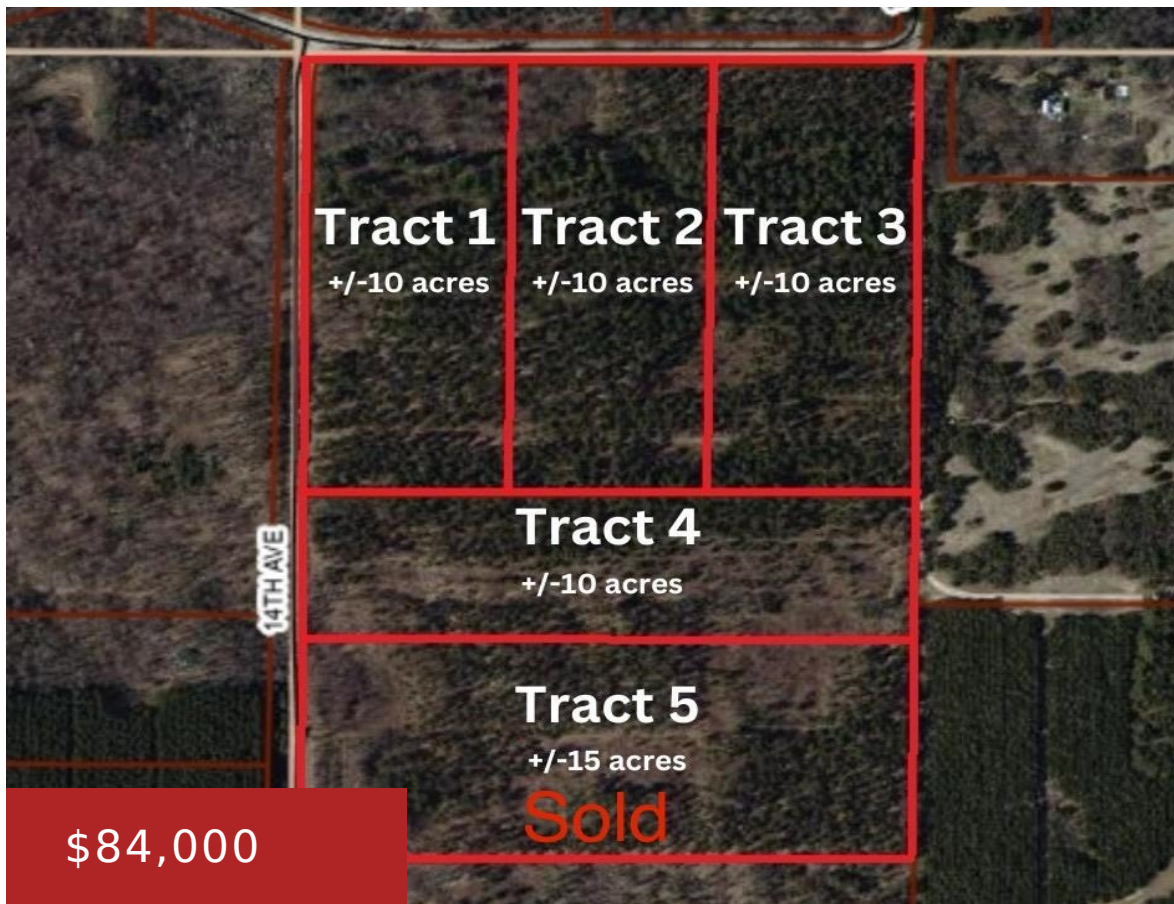 Tract 1
+/-10 acres
Tract 2
+/-10 acres
Tract 3
+/-10 acres
14TH AVE
Tract 4
+/-10 acres
Tract 5
+/-15 acres
Sold
$84,000